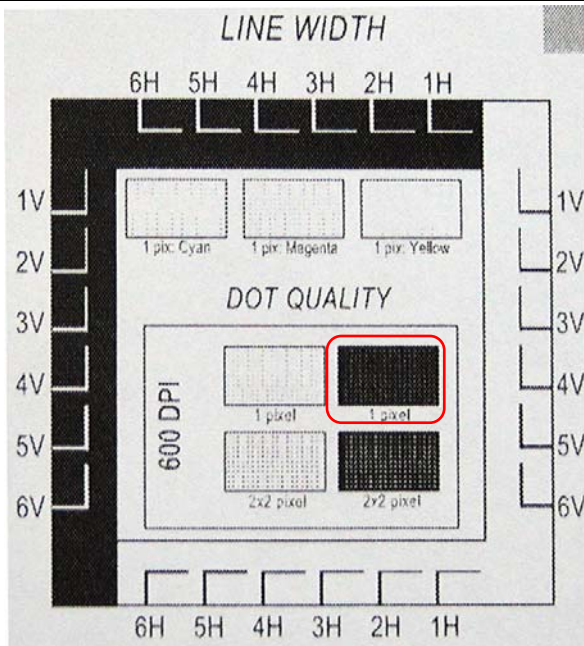 LINE WIDTH
6H 5H 4H 3H 2H 1H
1V 1V
2V 2V
3V 3V
4V 4V
5V 5V
6V 6V
1 pix: Cyan 1 pix: Magenta 1 pix: Yellow
DOT QUALITY
600 DPI
1 pixel 1 pixel
2x2 pixel 2x2 pixel
6H 5H 4H 3H 2H 1H